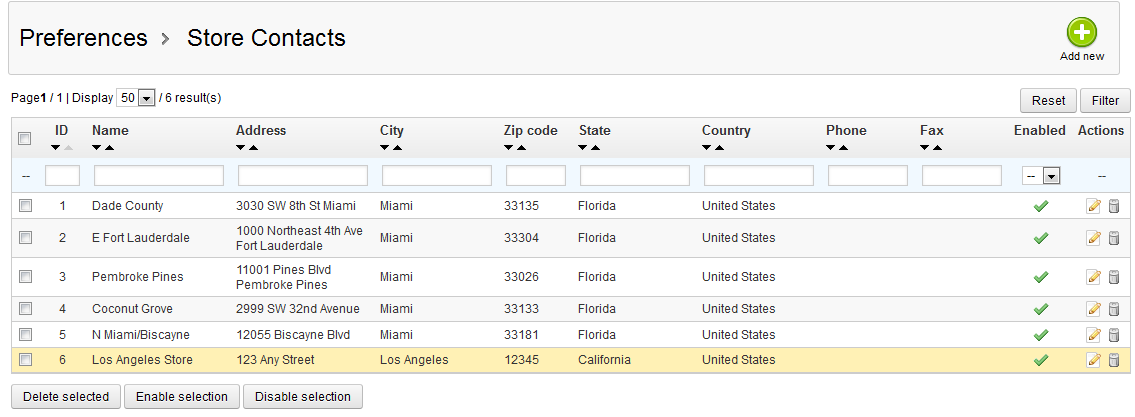 Preferences > Store Contacts
Add new
Page1 / 1 | Display 50 / 6 result(s)
Reset Filter
ID Name Address City Zip code State Country Phone Fax Enabled Actions
-- -- --
1 Dade County 3030 SW 8th St Miami Miami 33135 Florida United States
2 E Fort Lauderdale 1000 Northeast 4th Ave Fort Lauderdale Miami 33304 Florida United States
3 Pembroke Pines 11001 Pines Blvd Pembroke Pines Miami 33026 Florida United States
4 Coconut Grove 2999 SW 32nd Avenue Miami 33133 Florida United States
5 N Miami/Biscayne 12055 Biscayne Blvd Miami 33181 Florida United States
6 Los Angeles Store 123 Any Street Los Angeles 12345 California United States
Delete selected Enable selection Disable selection